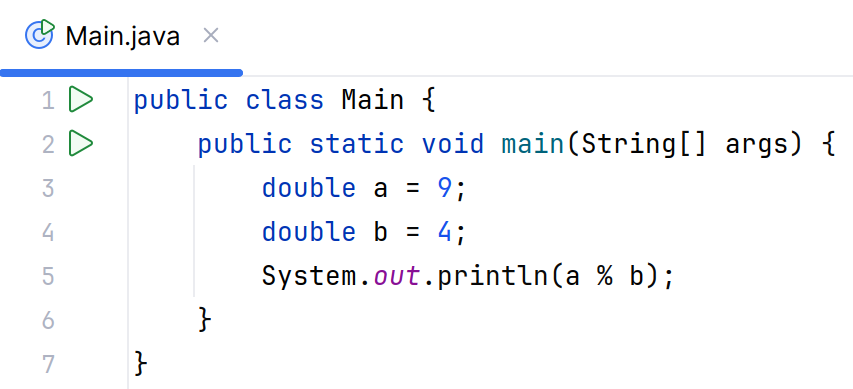 Main.java ×
1 public class Main {
2 public static void main(String[] args) {
3 double a = 9;
4 double b = 4;
5 System.out.println(a % b);
6 }
7 }